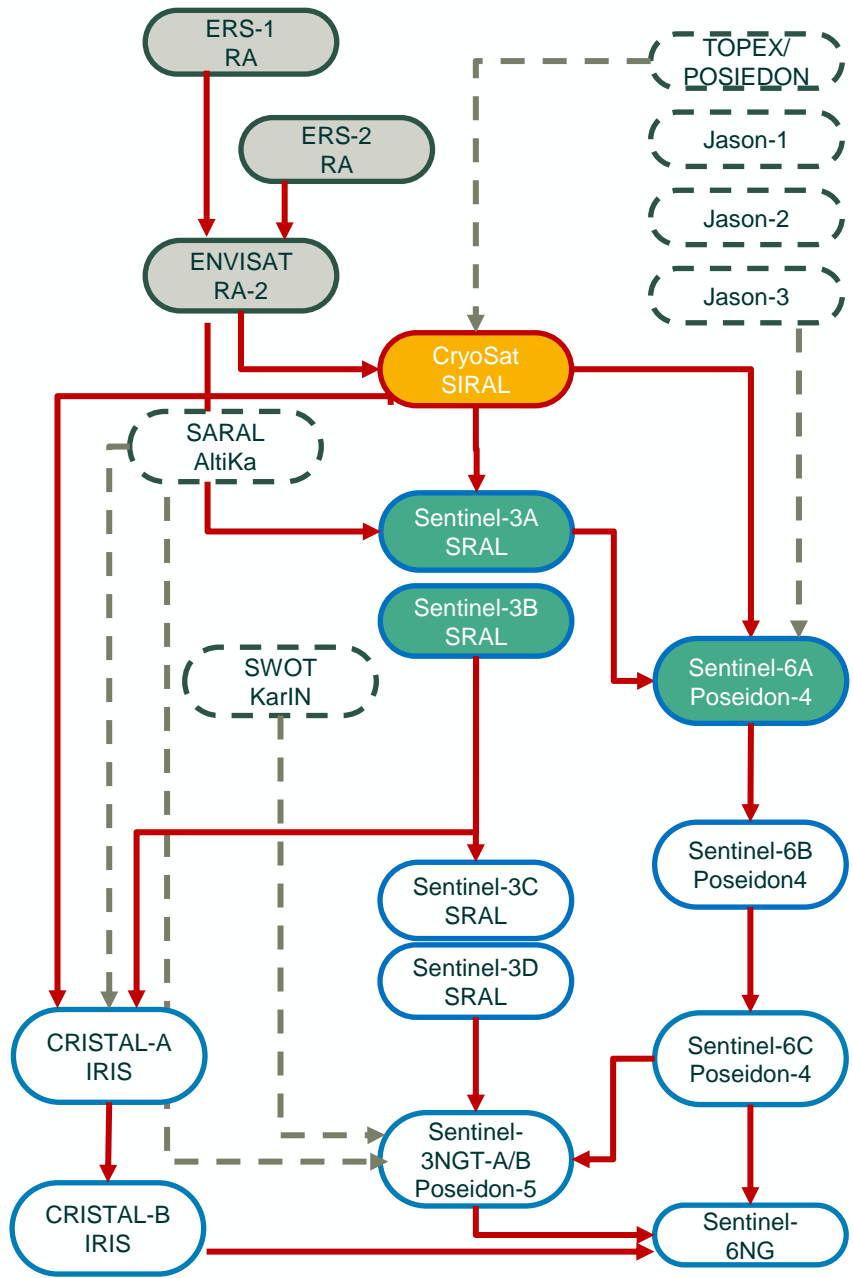 ERS-1
RA
TOPEX/
POSIEDON
ERS-2
RA
Jason-1
Jason-2
ENVISAT
RA-2
Jason-3
CryoSat
SIRAL
SARAL
AltiKa
Sentinel-3A
SRAL
Sentinel-3B
SRAL
SWOT
KarIN
Sentinel-6A
Poseidon-4
Sentinel-6B
Poseidon4
Sentinel-3C
SRAL
Sentinel-3D
SRAL
CRISTAL-A
IRIS
Sentinel-6C
Poseidon-4
Sentinel-
3NGT-A/B
Poseidon-5
CRISTAL-B
IRIS
Sentinel-
6NG